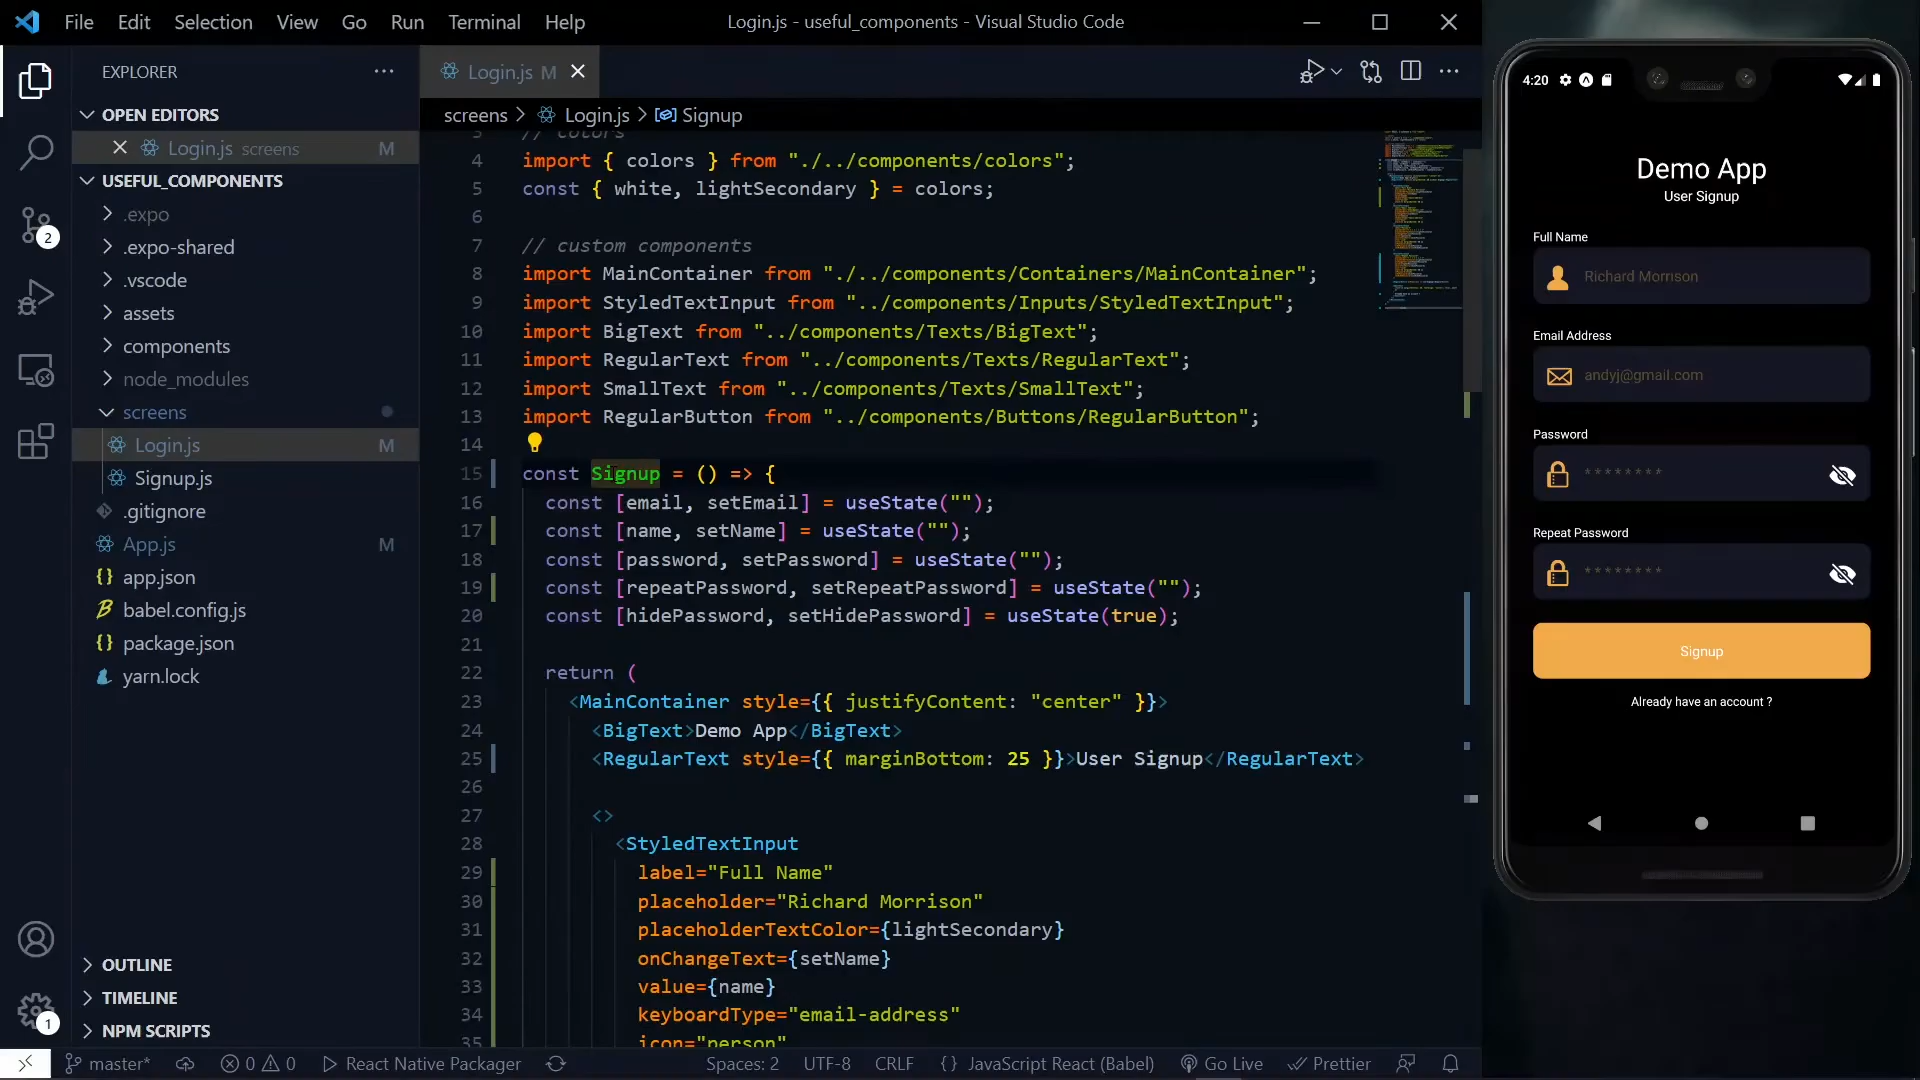 File Edit Selection View Go Run Terminal Help
Login.js - useful_components - Visual Studio Code
EXPLORER
OPEN EDITORS
Login.js screens M
USEFUL_COMPONENTS
.expo
.expo-shared
.vscode
assets
components
node_modules
screens
Login.js M
Signup.js
.gitignore
App.js M
app.json
babel.config.js
package.json
yarn.lock
OUTLINE
TIMELINE
NPM SCRIPTS
2
1
Login.js M
screens > Login.js > Signup
3 // colors
4 import { colors } from "./../components/colors";
5 const { white, lightSecondary } = colors;
6
7 // custom components
8 import MainContainer from "./../components/Containers/MainContainer";
9 import StyledTextInput from "../components/Inputs/StyledTextInput";
10 import BigText from "../components/Texts/BigText";
11 import RegularText from "../components/Texts/RegularText";
12 import SmallText from "../components/Texts/SmallText";
13 import RegularButton from "../components/Buttons/RegularButton";
14
15 const Signup = () => {
16 const [email, setEmail] = useState("");
17 const [name, setName] = useState("");
18 const [password, setPassword] = useState("");
19 const [repeatPassword, setRepeatPassword] = useState("");
20 const [hidePassword, setHidePassword] = useState(true);
21
22 return (
23 <MainContainer style={{ justifyContent: "center" }}>
24 <BigText>Demo App</BigText>
25 <RegularText style={{ marginBottom: 25 }}>User Signup</RegularText>
26
27 <>
28 <StyledTextInput
29 label="Full Name"
30 placeholder="Richard Morrison"
31 placeholderTextColor={lightSecondary}
32 onChangeText={setName}
33 value={name}
34 keyboardType="email-address"
35 icon="person"
master* 0 0 React Native Packager Spaces: 2 UTF-8 CRLF {} JavaScript React (Babel) Go Live Prettier
4:20
Demo App
User Signup
Full Name
Richard Morrison
Email Address
andyj@gmail.com
Password
* * * * * * * *
Repeat Password
* * * * * * * *
Signup
Already have an account ?